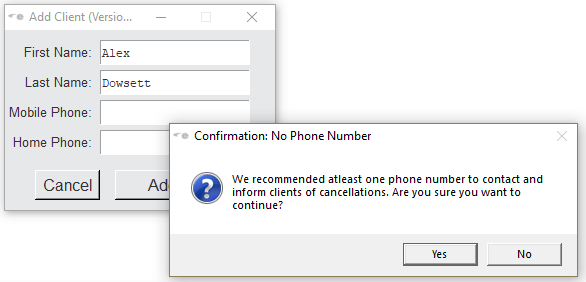 Add Client (Versio...
First Name: Alex
Last Name: Dowsett
Mobile Phone:
Home Phone:
Cancel
Confirmation: No Phone Number
We recommended atleast one phone number to contact and
inform clients of cancellations. Are you sure you want to
continue?
Yes No